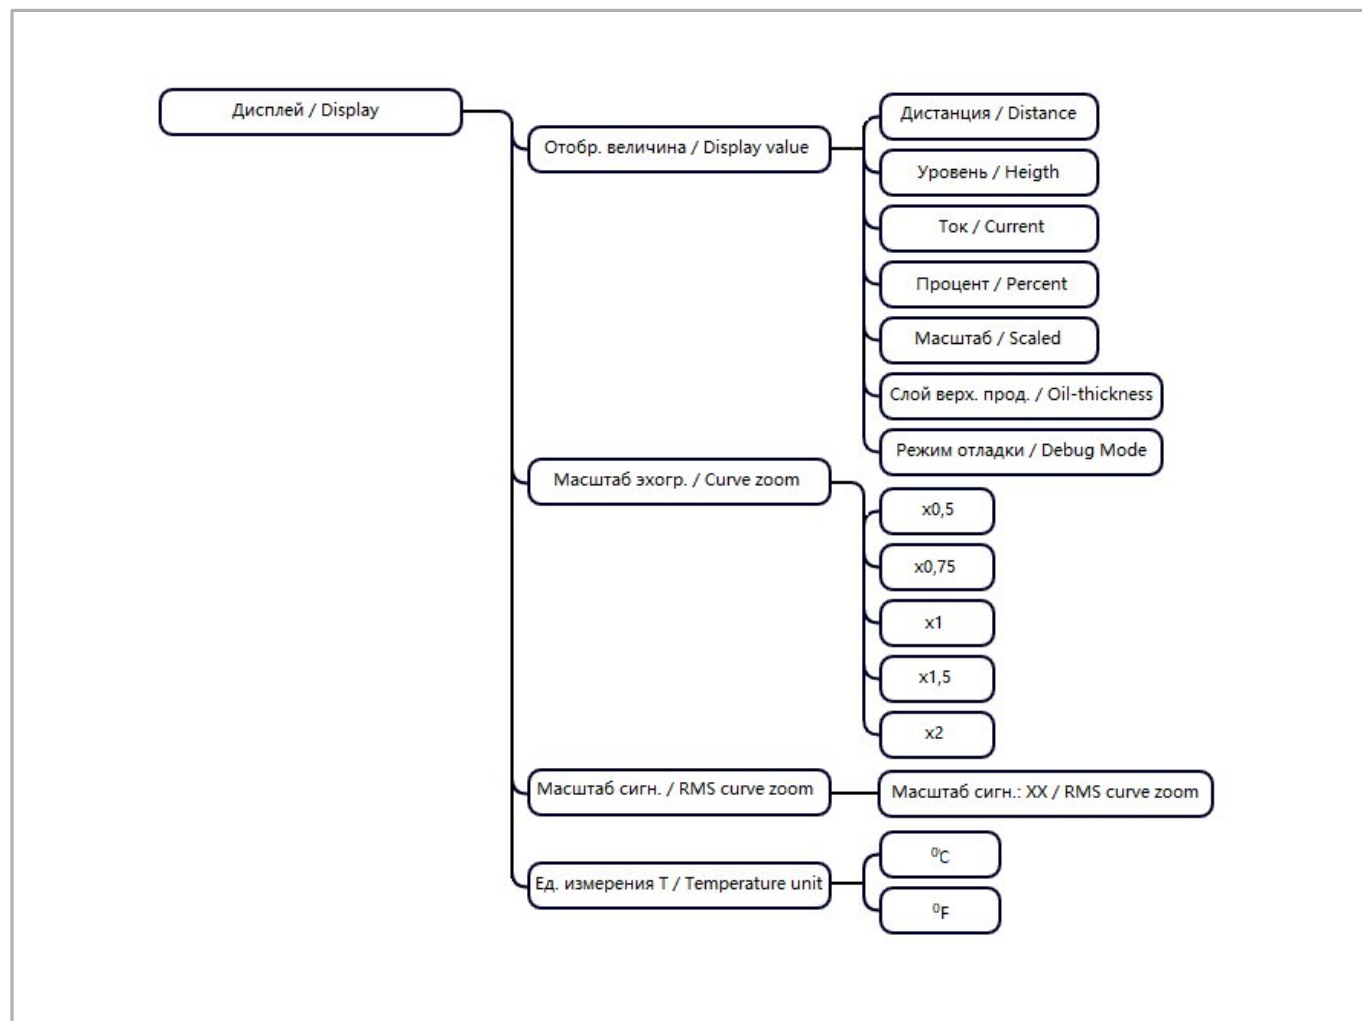 Дисплей / Display
Отобр. величина / Display value
Дистанция / Distance
Уровень / Heigth
Ток / Current
Процент / Percent
Масштаб / Scaled
Слой верх. прод. / Oil-thickness
Режим отладки / Debug Mode
Масштаб эхогр. / Curve zoom
x0,5
x0,75
x1
x1,5
x2
Масштаб сигн. / RMS curve zoom
Масштаб сигн.: XX / RMS curve zoom
Ед. измерения T / Temperature unit
⁰C
⁰F